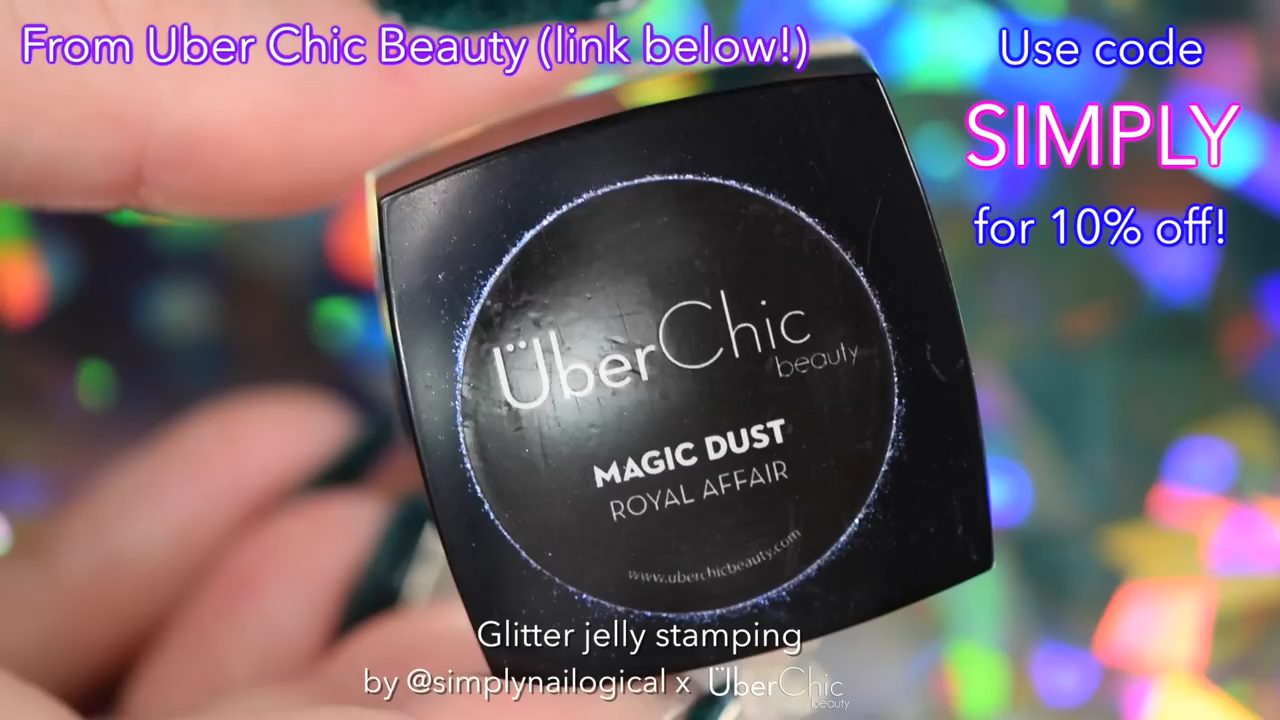 From Uber Chic Beauty (link below!)
Use code
SIMPLY
for 10% off!
ÜberChic
beauty
MAGIC DUST
ROYAL AFFAIR
www.uberchicbeauty.com
Glitter jelly stamping
by @simplynailogical x ÜberChic
beauty